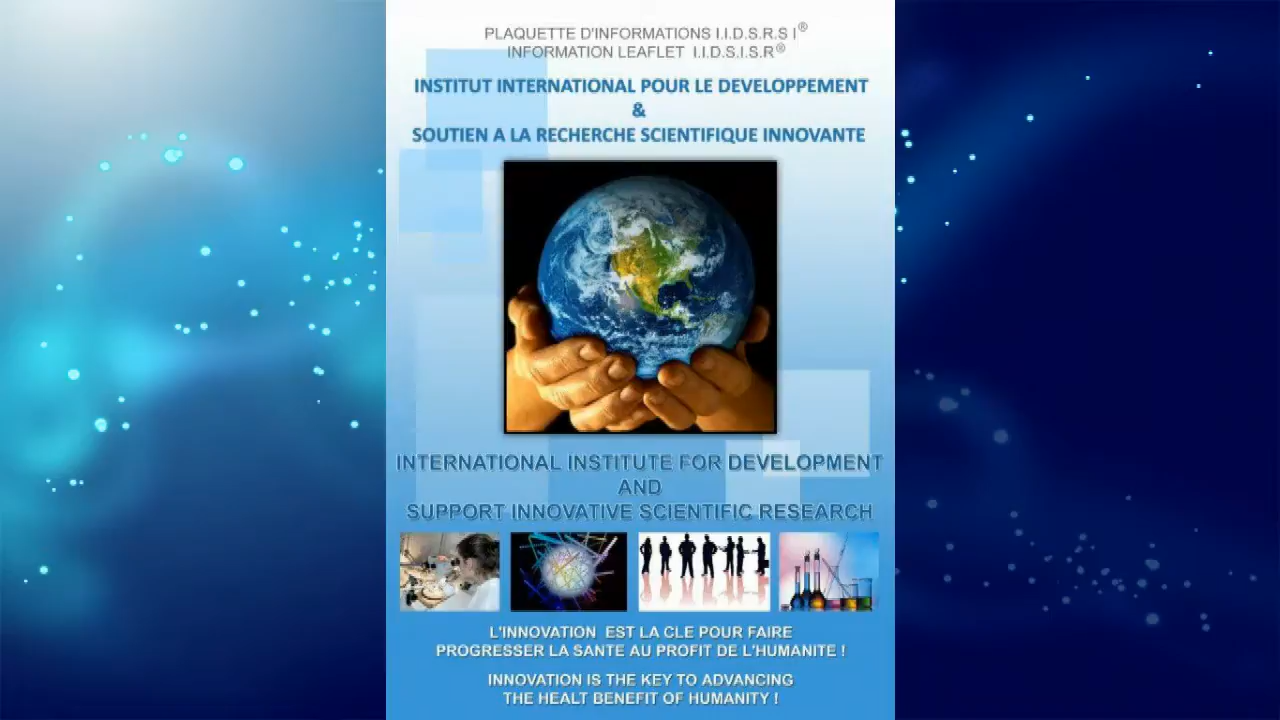 PLAQUETTE D'INFORMATIONS I.I.D.S.R.S I®
INFORMATION LEAFLET I.I.D.S.I.S.R®
INSTITUT INTERNATIONAL POUR LE DEVELOPPEMENT
&
SOUTIEN A LA RECHERCHE SCIENTIFIQUE INNOVANTE
INTERNATIONAL INSTITUTE FOR DEVELOPMENT
AND
SUPPORT INNOVATIVE SCIENTIFIC RESEARCH
L'INNOVATION EST LA CLE POUR FAIRE
PROGRESSER LA SANTE AU PROFIT DE L'HUMANITE !
INNOVATION IS THE KEY TO ADVANCING
THE HEALT BENEFIT OF HUMANITY !